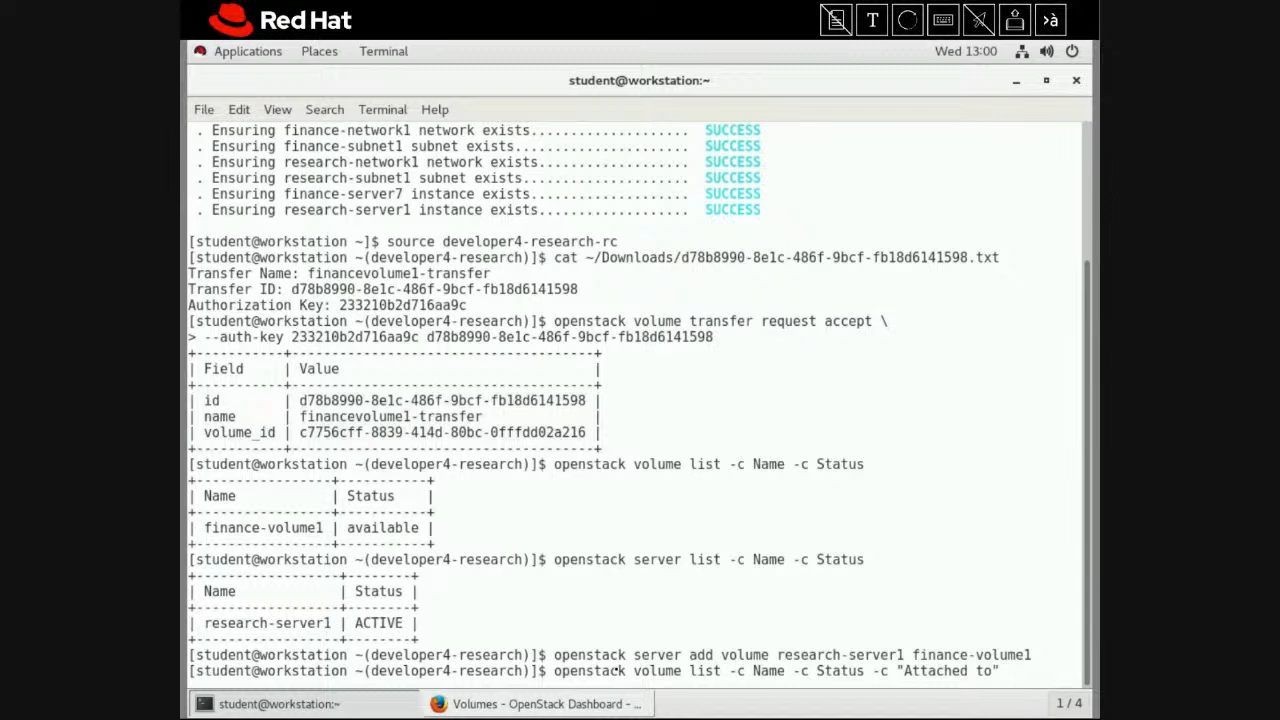 Red Hat
T
>à
Applications Places Terminal Wed 13:00
student@workstation:~
File Edit View Search Terminal Help
. Ensuring finance-network1 network exists.................... SUCCESS
. Ensuring finance-subnet1 subnet exists...................... SUCCESS
. Ensuring research-network1 network exists................... SUCCESS
. Ensuring research-subnet1 subnet exists..................... SUCCESS
. Ensuring finance-server7 instance exists.................... SUCCESS
. Ensuring research-server1 instance exists................... SUCCESS
[student@workstation ~]$ source developer4-research-rc
[student@workstation ~(developer4-research)]$ cat ~/Downloads/d78b8990-8e1c-486f-9bcf-fb18d6141598.txt
Transfer Name: financevolume1-transfer
Transfer ID: d78b8990-8e1c-486f-9bcf-fb18d6141598
Authorization Key: 233210b2d716aa9c
[student@workstation ~(developer4-research)]$ openstack volume transfer request accept \
> --auth-key 233210b2d716aa9c d78b8990-8e1c-486f-9bcf-fb18d6141598
+-----------+--------------------------------------+
| Field | Value |
+-----------+--------------------------------------+
| id | d78b8990-8e1c-486f-9bcf-fb18d6141598 |
| name | financevolume1-transfer |
| volume_id | c7756cff-8839-414d-80bc-0fffdd02a216 |
+-----------+--------------------------------------+
[student@workstation ~(developer4-research)]$ openstack volume list -c Name -c Status
+-----------------+-----------+
| Name | Status |
+-----------------+-----------+
| finance-volume1 | available |
+-----------------+-----------+
[student@workstation ~(developer4-research)]$ openstack server list -c Name -c Status
+------------------+--------+
| Name | Status |
+------------------+--------+
| research-server1 | ACTIVE |
+------------------+--------+
[student@workstation ~(developer4-research)]$ openstack server add volume research-server1 finance-volume1
[student@workstation ~(developer4-research)]$ openstack volume list -c Name -c Status -c "Attached to"
student@workstation:~ Volumes - OpenStack Dashboard - ... 1 / 4